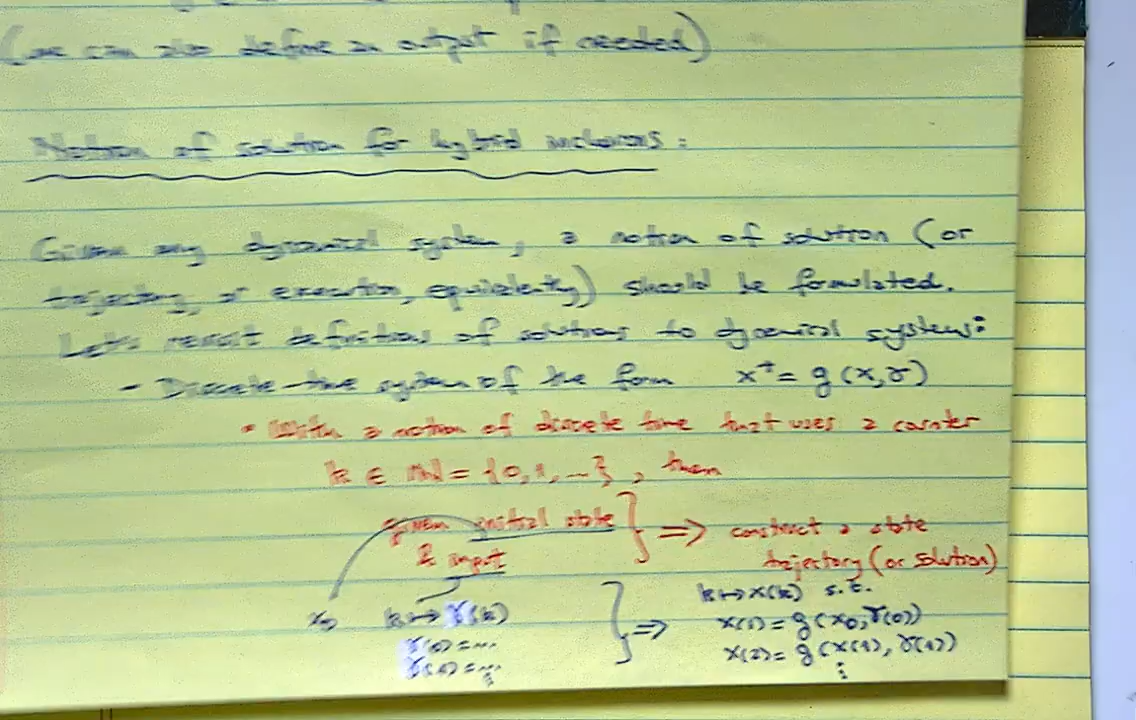 (we can also define an output if needed)
Notion of solution for hybrid inclusions:
Given any dynamical system, a notion of solution (or
trajectory, or execution, equivalently) should be formulated.
Let's revisit definitions of solutions to dynamical systems:
- Discrete-time system of the form x⁺ = g(x,γ)
• With a notion of discrete time that uses a counter
k ∈ ℕ = {0,1,...}, then
given initial state } ⇒ construct a state
& input trajectory (or solution)
k↦x(k) s.t.
x₀ k↦γ(k) } ⇒ x(1) = g(x₀,γ(0))
γ(0) = ... x(2) = g(x(1), γ(1))
γ(1) = ...
⋮ ⋮